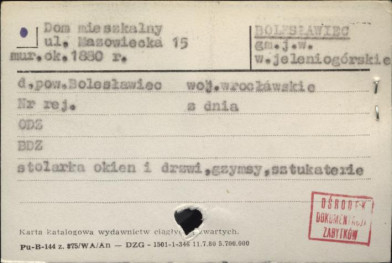 Dom mieszkalny
ul. Mazowiecka 15
mur.ok.1880 r.
BOLESŁAWIEC
gm.j.w.
w.jeleniogórskie
d.pow.Bolesławiec woj.wrocławskie
Nr rej. z dnia
ODZ
BDZ
stolarka okien i drzwi,gzymsy,sztukaterie
OŚRODEK
DOKUMENTACJI
ZABYTKÓW
Karta katalogowa wydawnictw ciągłych
Pu-B-144 z. 875/WA/An — DZG - 1501-1-344 11.7.60 5.700.000